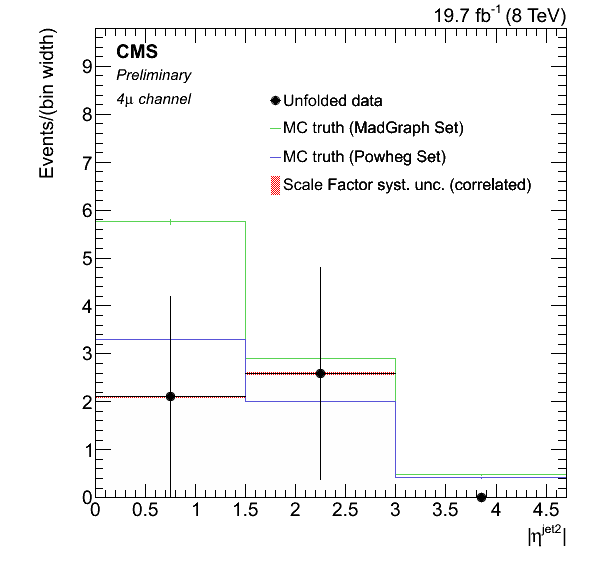 19.7 fb⁻¹ (8 TeV)
CMS
Preliminary
4μ channel
Unfolded data
MC truth (MadGraph Set)
MC truth (Powheg Set)
Scale Factor syst. unc. (correlated)
Events/(bin width)
9
8
7
6
5
4
3
2
1
0
0 0.5 1 1.5 2 2.5 3 3.5 4 4.5
|η^jet2|